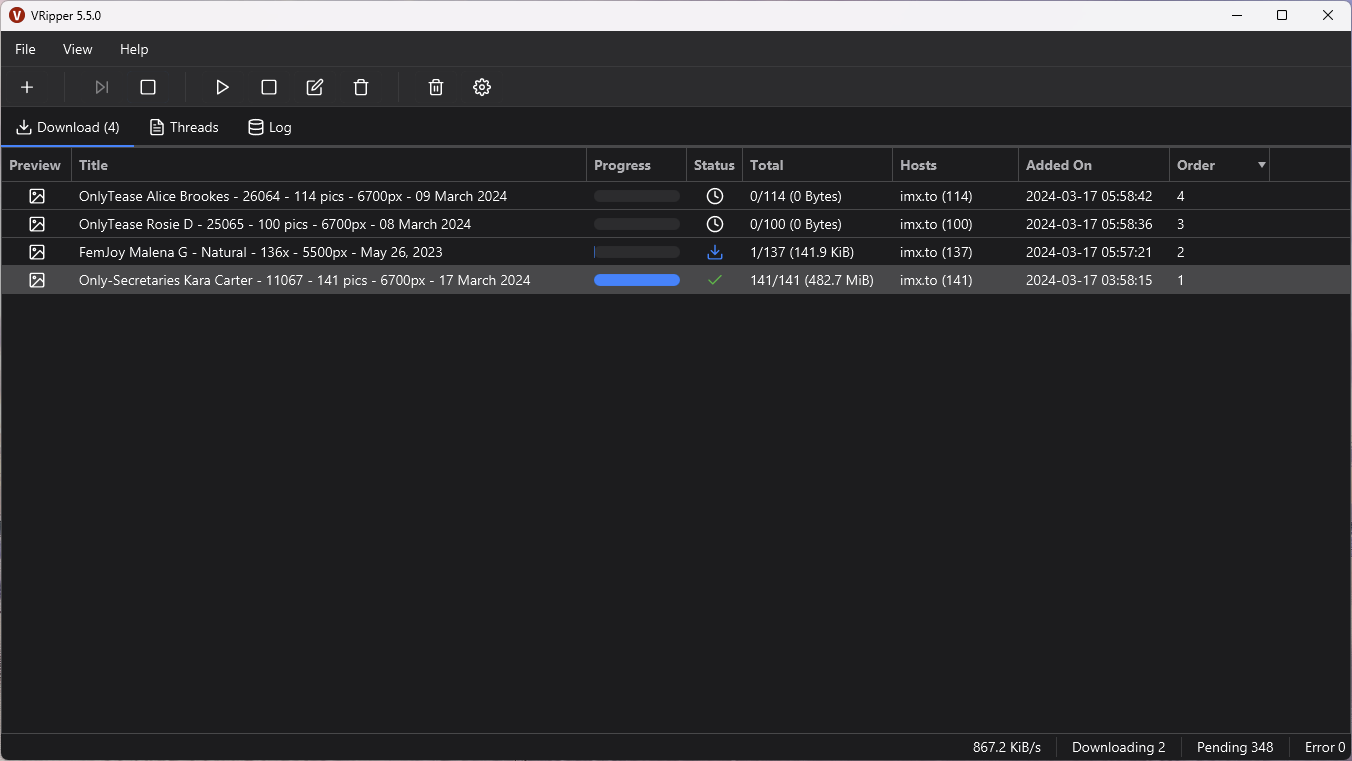 VRipper 5.5.0
File View Help
Download (4) Threads Log
Preview Title Progress Status Total Hosts Added On Order
OnlyTease Alice Brookes - 26064 - 114 pics - 6700px - 09 March 2024 0/114 (0 Bytes) imx.to (114) 2024-03-17 05:58:42 4
OnlyTease Rosie D - 25065 - 100 pics - 6700px - 08 March 2024 0/100 (0 Bytes) imx.to (100) 2024-03-17 05:58:36 3
FemJoy Malena G - Natural - 136x - 5500px - May 26, 2023 1/137 (141.9 KiB) imx.to (137) 2024-03-17 05:57:21 2
Only-Secretaries Kara Carter - 11067 - 141 pics - 6700px - 17 March 2024 141/141 (482.7 MiB) imx.to (141) 2024-03-17 03:58:15 1
867.2 KiB/s Downloading 2 Pending 348 Error 0